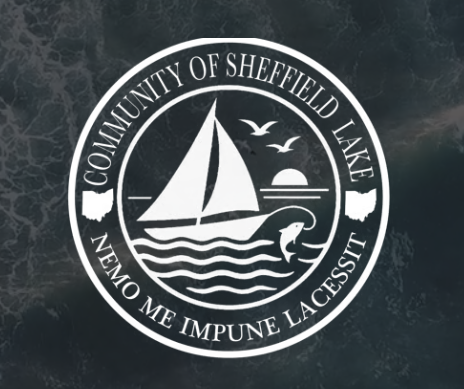 COMMUNITY OF SHEFFIELD LAKE
NEMO ME IMPUNE LACESSIT